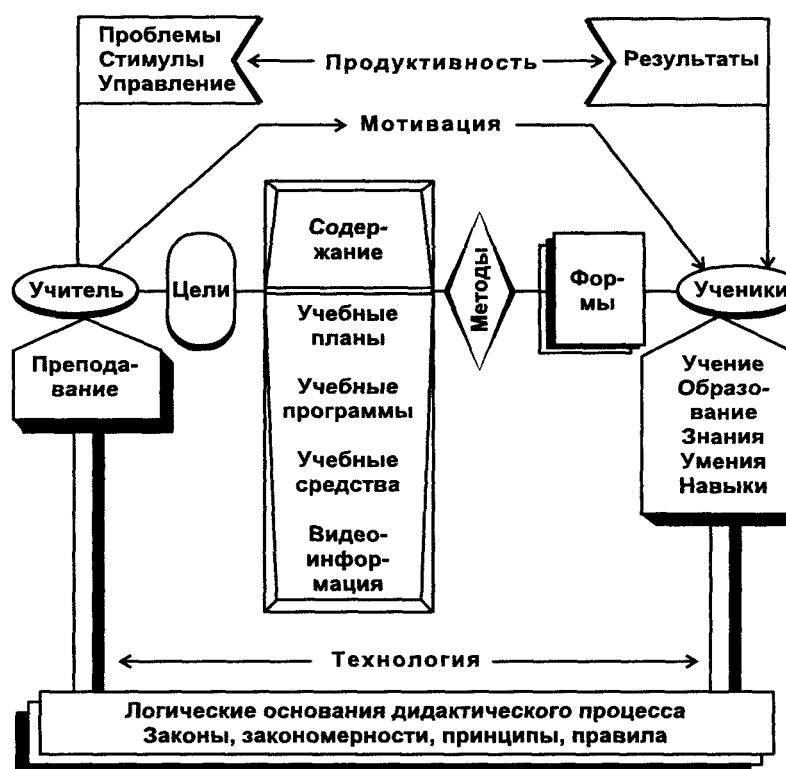 Проблемы
Стимулы
Управление
Продуктивность
Результаты
Мотивация
Учитель
Цели
Содер-
жание
Методы
Фор-
мы
Ученики
Препода-
вание
Учебные
планы
Учебные
программы
Учебные
средства
Видео-
инфор-
мация
Учение
Образо-
вание
Знания
Умения
Навыки
Технология
Логические основания дидактического процесса
Законы, закономерности, принципы, правила